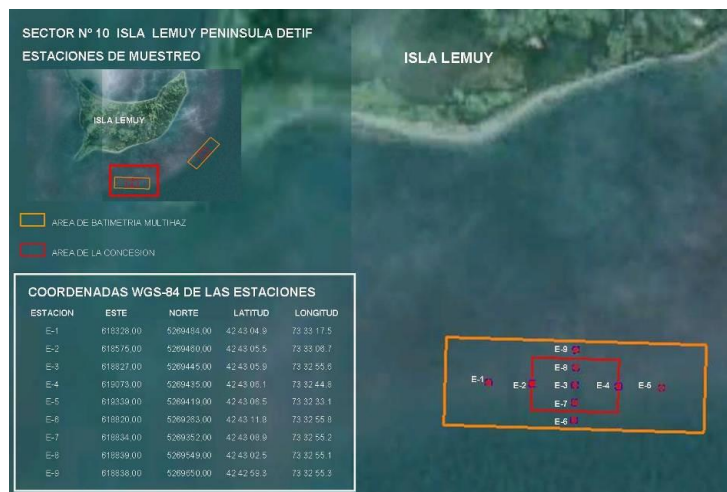 SECTOR Nº 10 ISLA LEMUY PENINSULA DETIF
ESTACIONES DE MUESTREO
ISLA LEMUY
ISLA LEMUY
AREA DE BATIMETRIA MULTIHAZ
AREA DE LA CONCESION
COORDENADAS WGS-84 DE LAS ESTACIONES
ESTACION ESTE NORTE LATITUD LONGITUD
E-1 618328,00 5269484,00 42 43 04.9 73 33 17.5
E-2 618575,00 5269460,00 42 43 05.5 73 33 06.7
E-3 618827,00 5269445,00 42 43 05.9 73 32 55.6
E-4 619073,00 5269435,00 42 43 06.1 73 32 44.8
E-5 619339,00 5269419,00 42 43 06.5 73 32 33.1
E-6 618820,00 5269263,00 42 43 11.8 73 32 55.8
E-7 618834,00 5269352,00 42 43 08.9 73 32 55.2
E-8 618839,00 5269549,00 42 43 02.5 73 32 55.1
E-9 618838,00 5269650,00 42 42 59.3 73 32 55.3
E-9
E-8
E-1 E-2 E-3 E-4 E-5
E-7
E-6